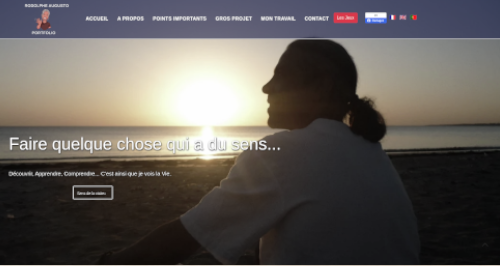 RODOLPHE AUGUSTO
PORTFOLIO
ACCUEIL A PROPOS POINTS IMPORTANTS GROS PROJET MON TRAVAIL CONTACT
Faire quelque chose qui a du sens...
Découvrir, Apprendre, Comprendre... C'est ainsi que je vois la Vie.